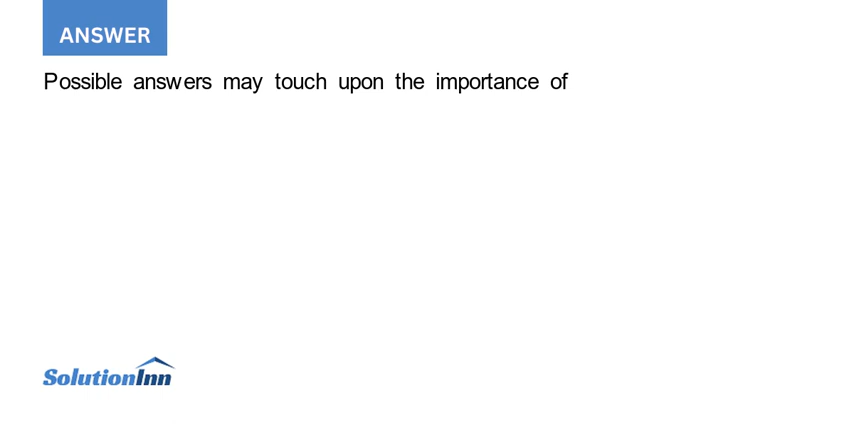 ANSWER
Possible answers may touch upon the importance of
SolutionInn